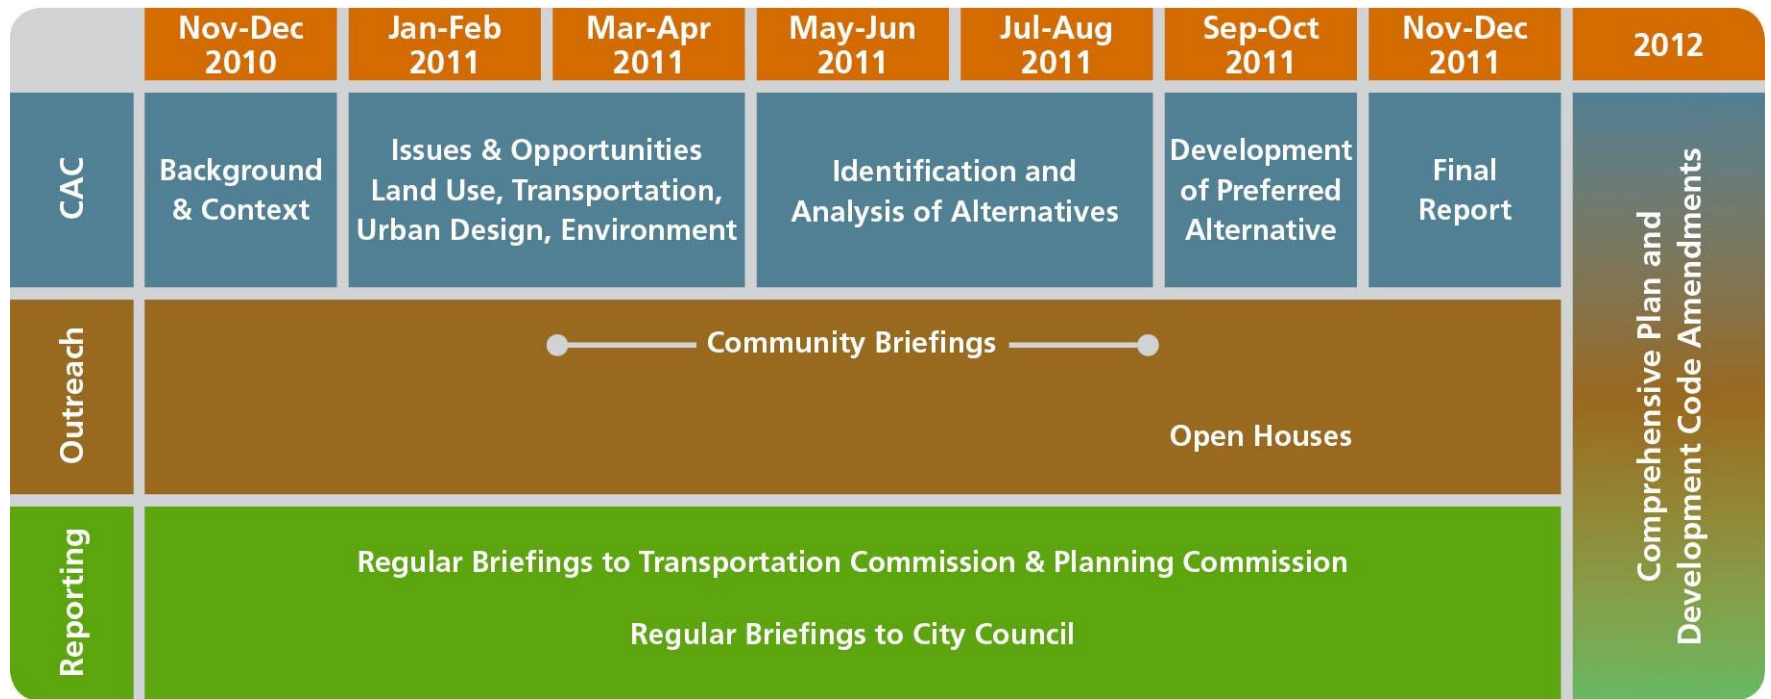 Nov-Dec
2010
Jan-Feb
2011
Mar-Apr
2011
May-Jun
2011
Jul-Aug
2011
Sep-Oct
2011
Nov-Dec
2011
2012
CAC
Background
& Context
Issues & Opportunities
Land Use, Transportation,
Urban Design, Environment
Identification and
Analysis of Alternatives
Development
of Preferred
Alternative
Final
Report
Outreach
Community Briefings
Open Houses
Reporting
Regular Briefings to Transportation Commission & Planning Commission
Regular Briefings to City Council
Comprehensive Plan and
Development Code Amendments